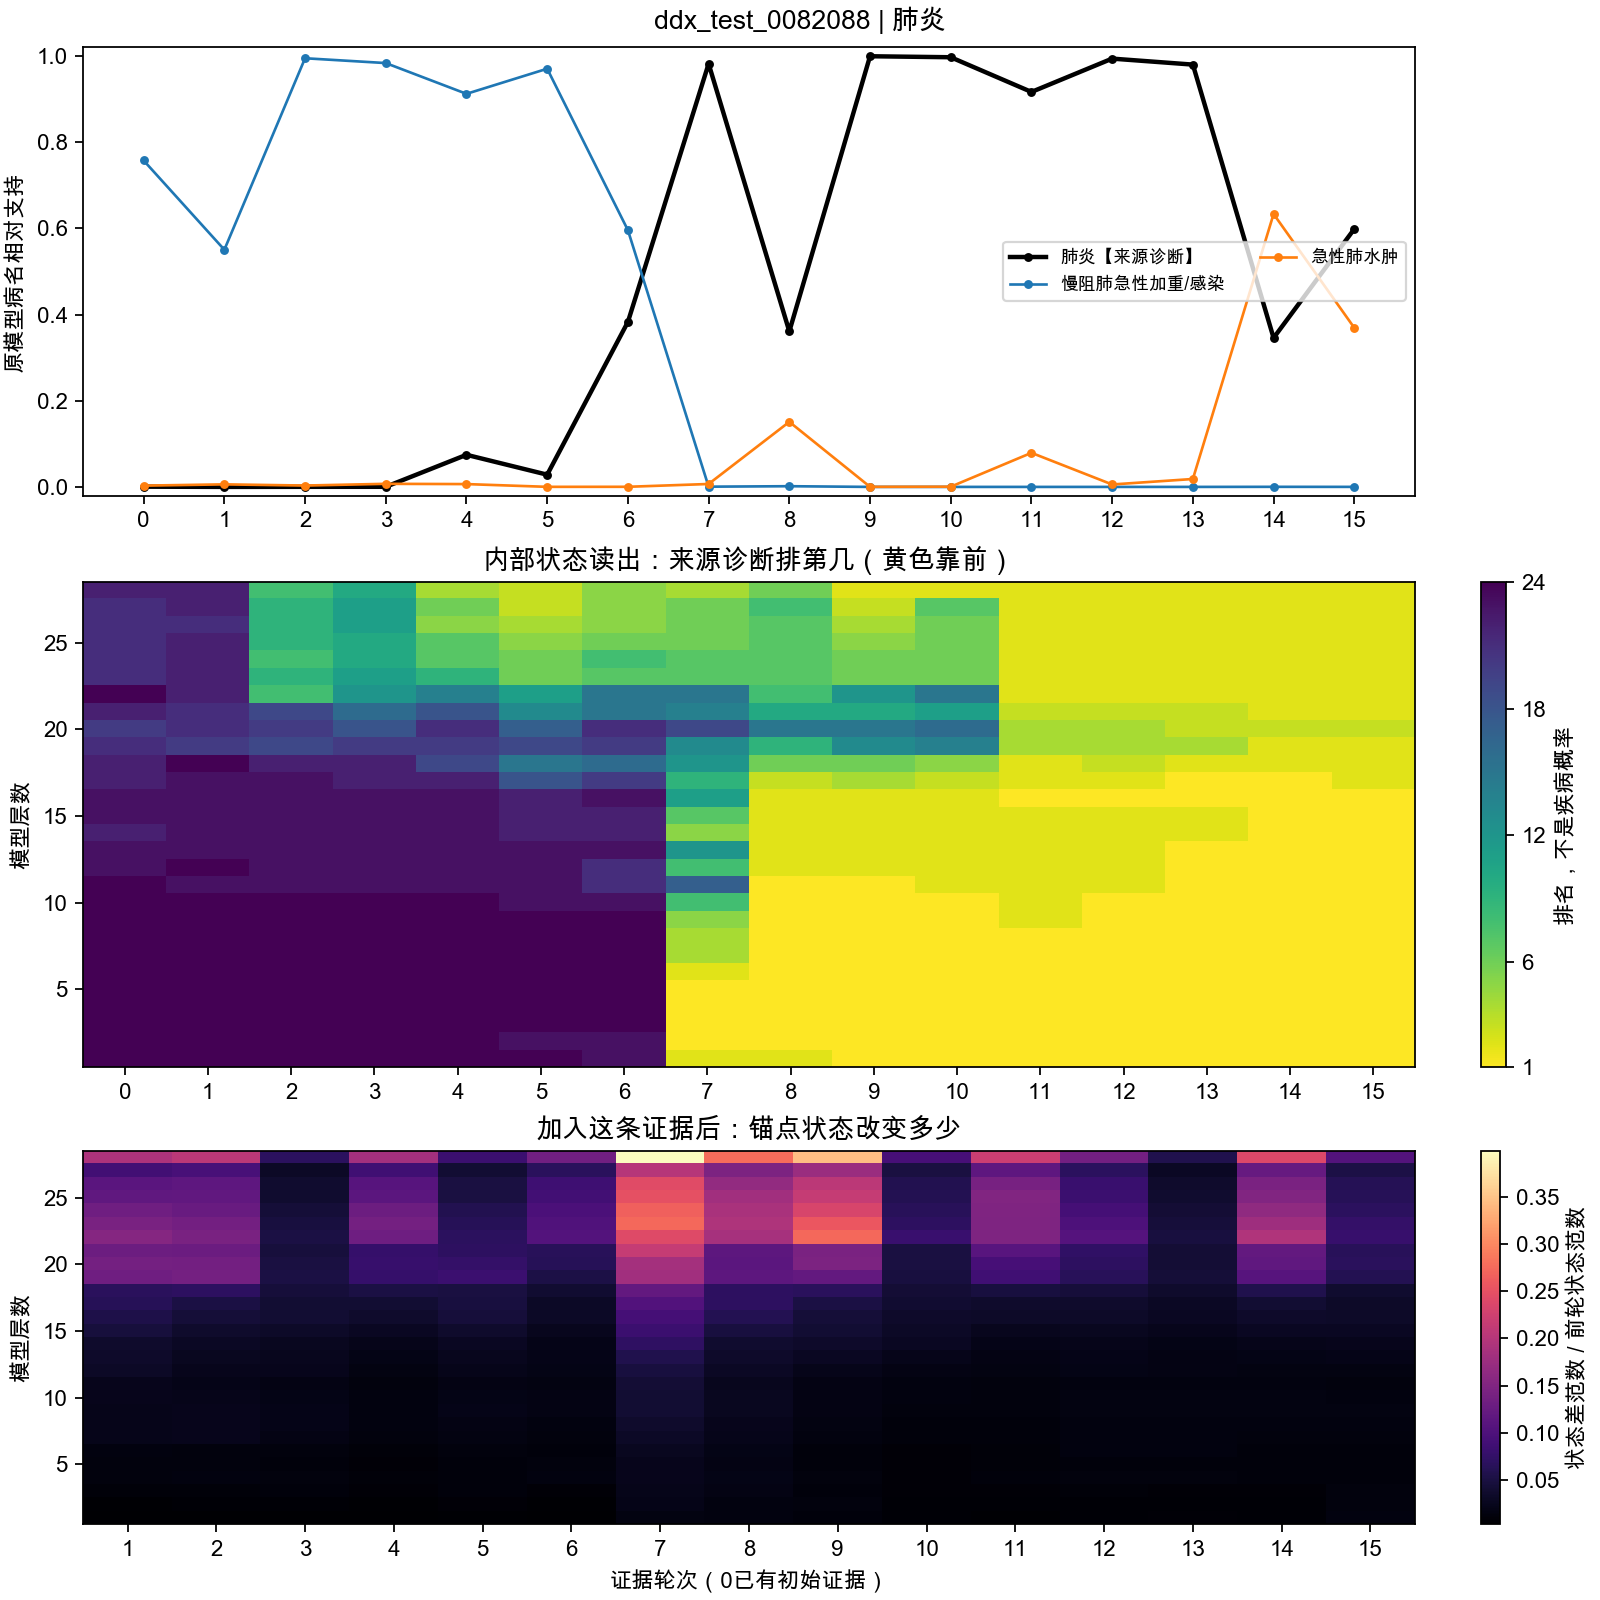 ddx_test_0082088 | 肺炎
原模型病名相对支持
1.0
0.8
0.6
0.4
0.2
0.0
肺炎【来源诊断】
慢阻肺急性加重/感染
急性肺水肿
0 1 2 3 4 5 6 7 8 9 10 11 12 13 14 15
内部状态读出：来源诊断排第几（黄色靠前）
模型层数
25
20
15
10
5
0 1 2 3 4 5 6 7 8 9 10 11 12 13 14 15
24
18
12
6
1
排名，不是疾病概率
加入这条证据后：锚点状态改变多少
模型层数
25
20
15
10
5
1 2 3 4 5 6 7 8 9 10 11 12 13 14 15
证据轮次（0已有初始证据）
0.35
0.30
0.25
0.20
0.15
0.10
0.05
状态差范数 / 前轮状态范数